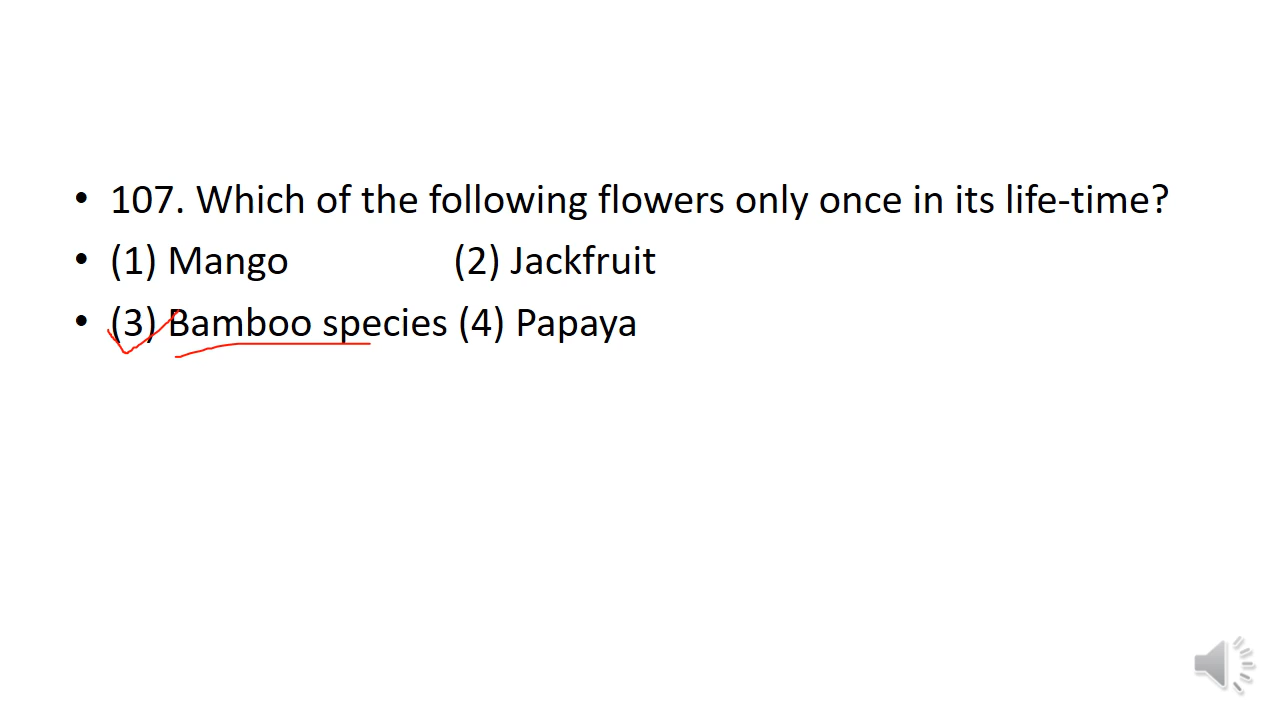 • 107. Which of the following flowers only once in its life-time?
• (1) Mango (2) Jackfruit
• (3) Bamboo species (4) Papaya